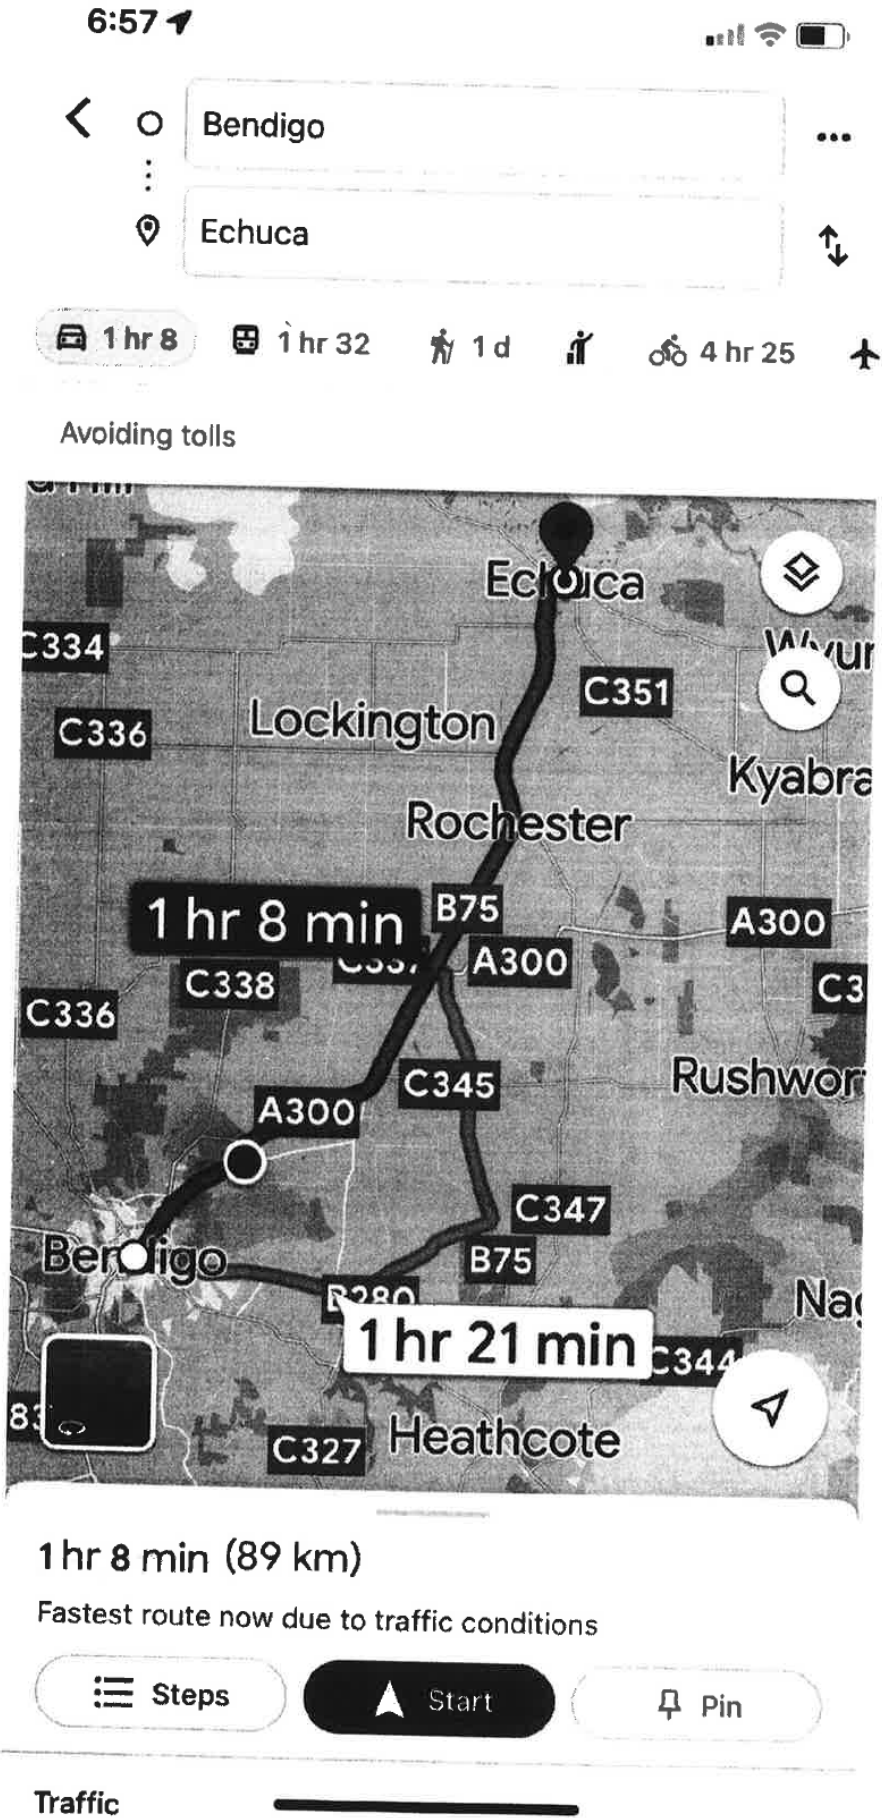 6:57
Bendigo
Echuca
1 hr 8
1 hr 32
1 d
4 hr 25
Avoiding tolls
Echuca
C334
C351
C336
Lockington
Rochester
B75
1 hr 8 min
A300
A300
C338
C336
C3
C345
A300
C347
Bendigo
B75
B280
1 hr 21 min
C344
C327
Heathcote
1 hr 8 min (89 km)
Fastest route now due to traffic conditions
Steps
Start
Pin
Traffic